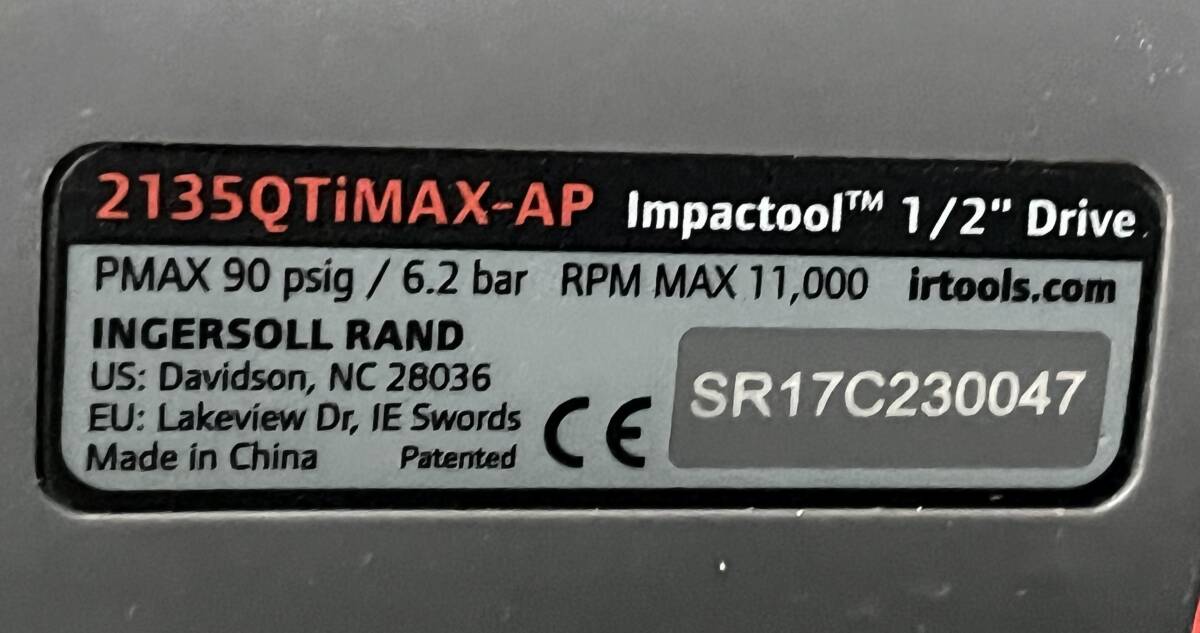 2135QTiMAX-AP Impactool™ 1/2" Drive
PMAX 90 psig / 6.2 bar RPM MAX 11,000 irtools.com
INGERSOLL RAND
US: Davidson, NC 28036
EU: Lakeview Dr, IE Swords
Made in China Patented CE
SR17C230047